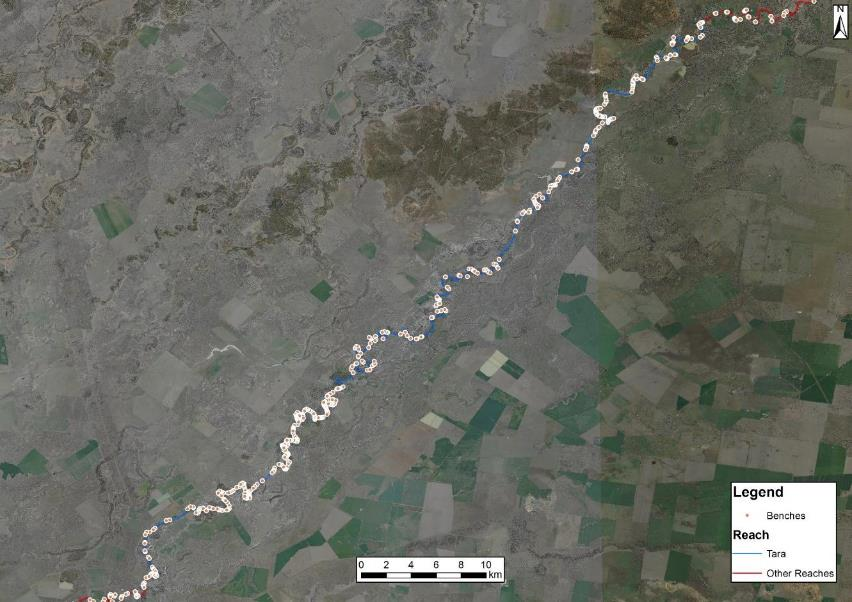 N
0 2 4 6 8 10
km
Legend
Benches
Reach
Tara
Other Reaches